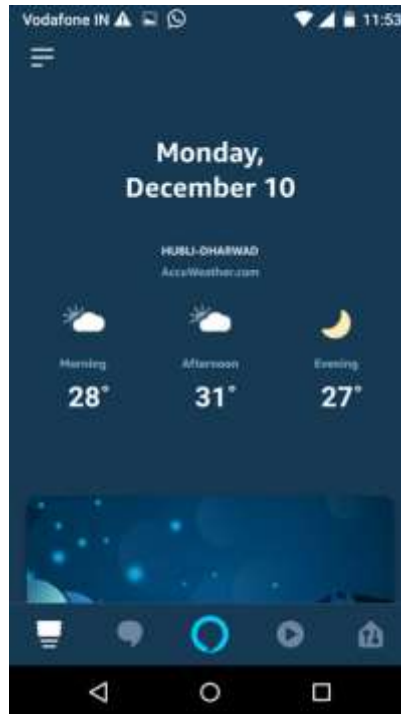 Vodafone IN 11:53
Monday,
December 10
HUBLI-DHARWAD
AccuWeather.com
Morning Afternoon Evening
28° 31° 27°